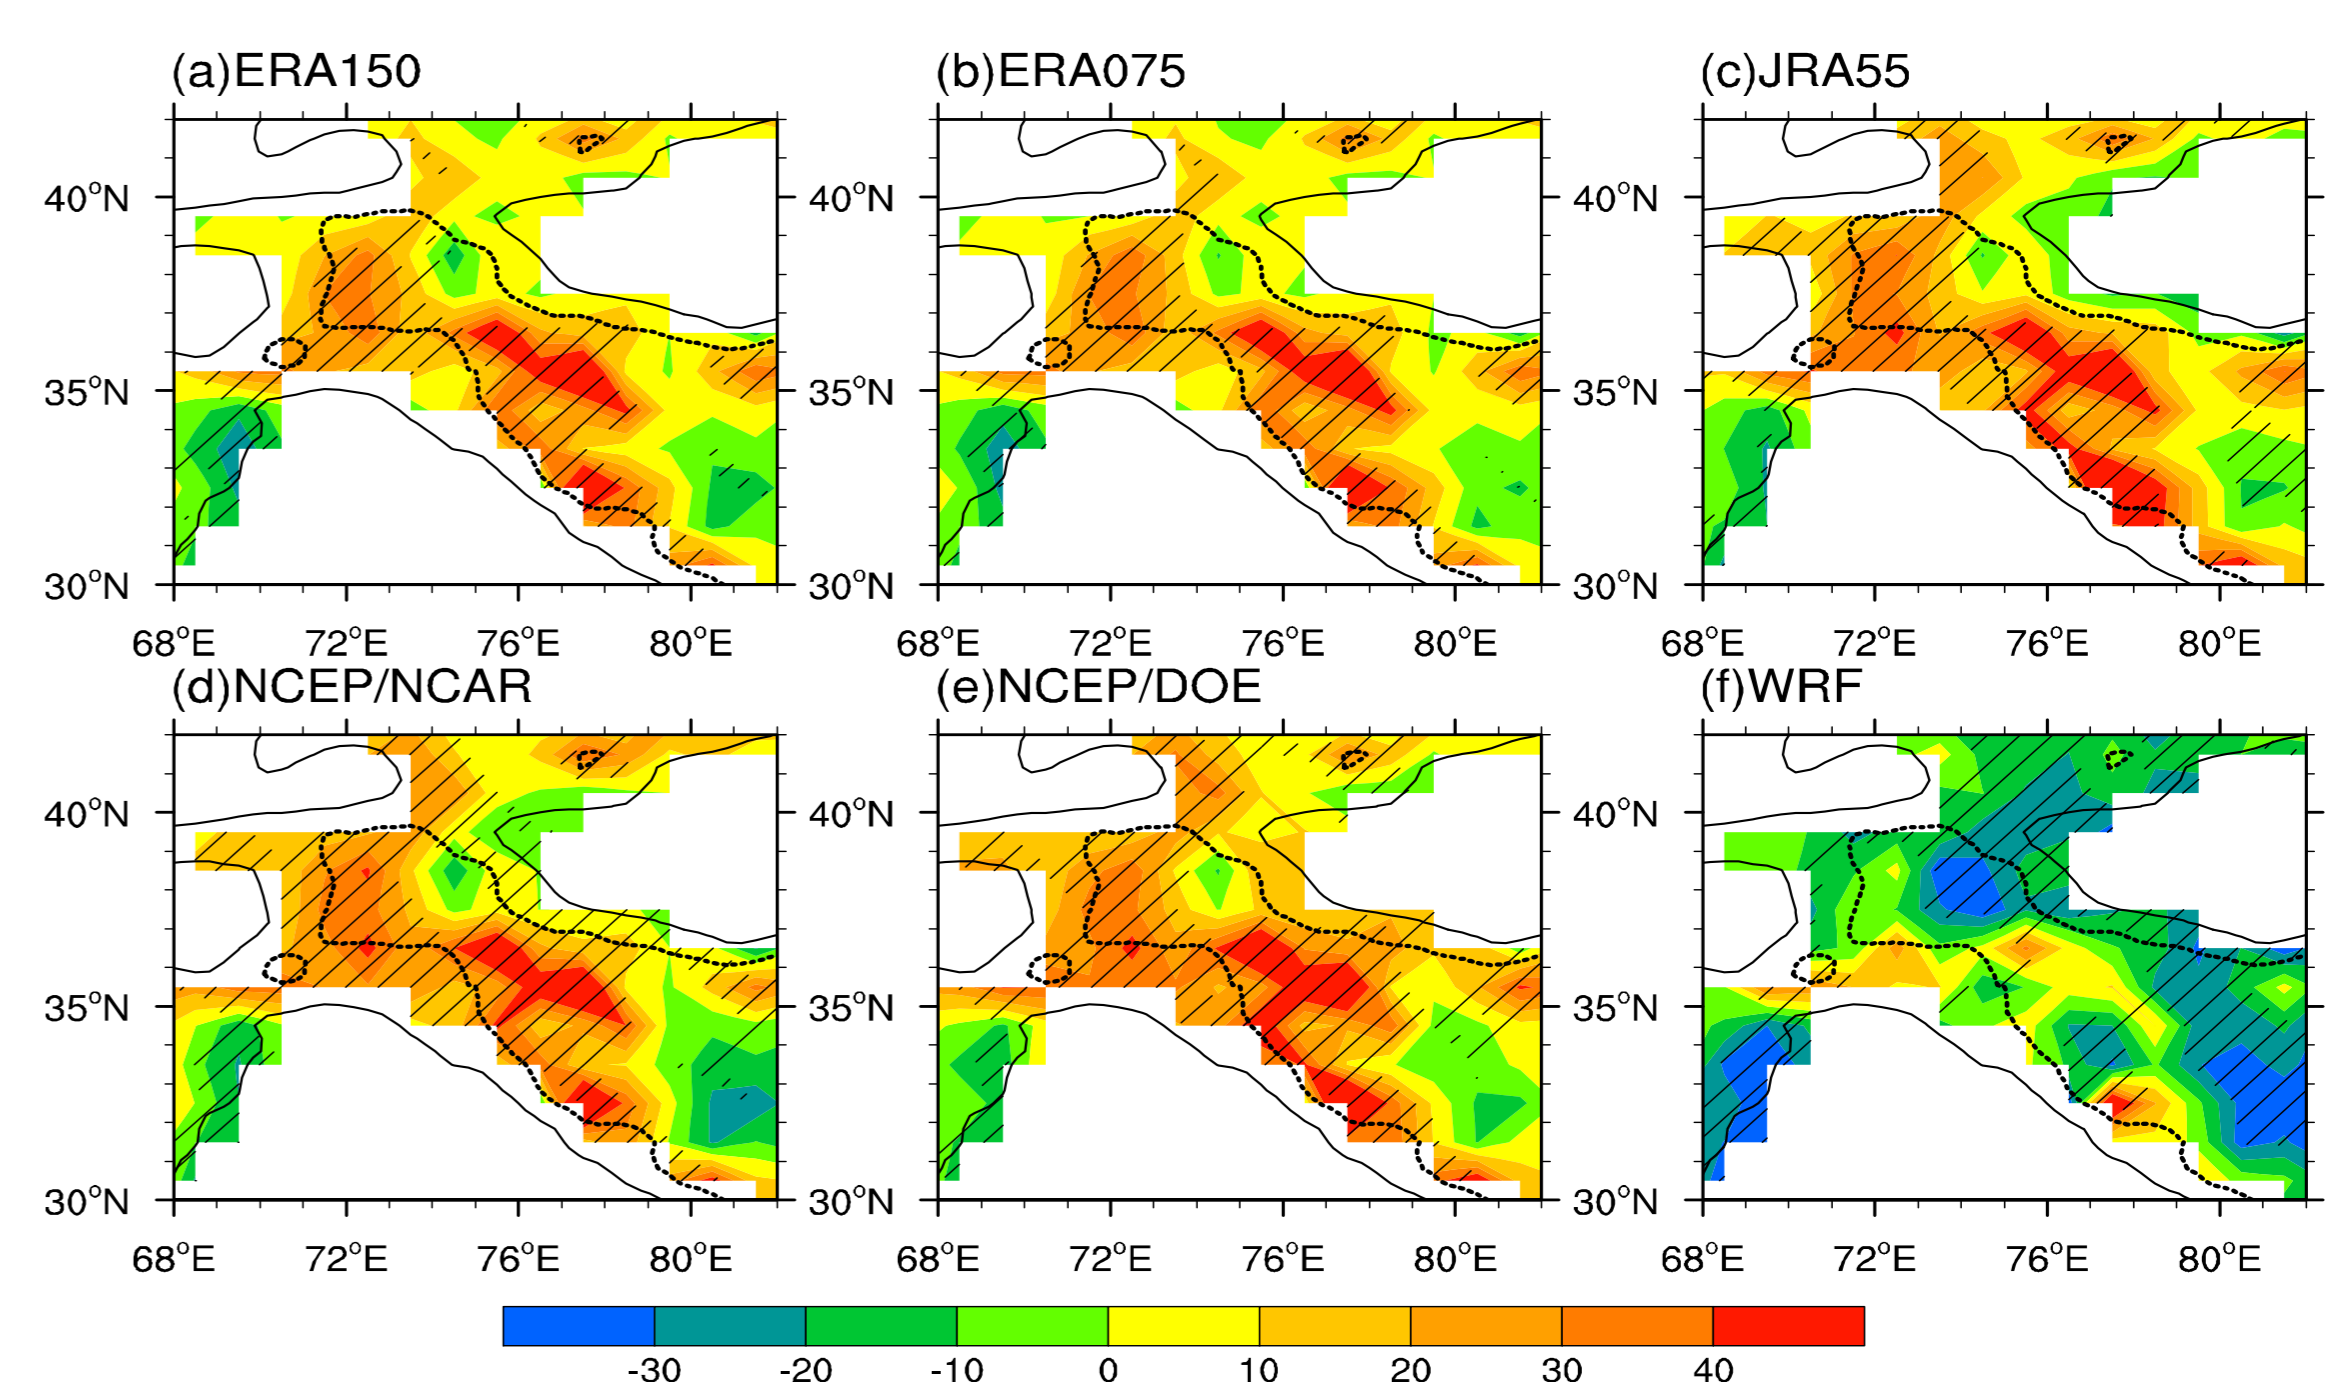 (a)ERA150 (b)ERA075 (c)JRA55
40°N 40°N 40°N
35°N 35°N 35°N
30°N 30°N 30°N
68°E 72°E 76°E 80°E 68°E 72°E 76°E 80°E 68°E 72°E 76°E 80°E
(d)NCEP/NCAR (e)NCEP/DOE (f)WRF
40°N 40°N 40°N
35°N 35°N 35°N
30°N 30°N 30°N
68°E 72°E 76°E 80°E 68°E 72°E 76°E 80°E 68°E 72°E 76°E 80°E
-30 -20 -10 0 10 20 30 40